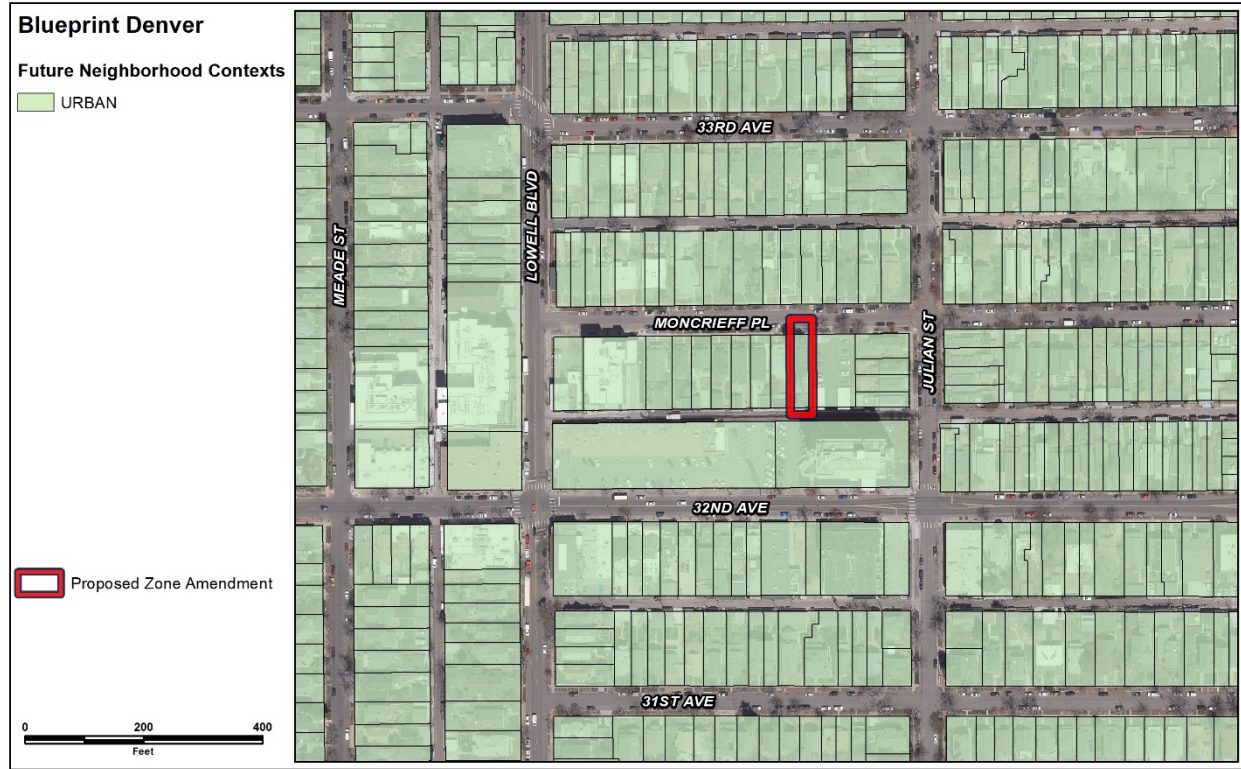 Blueprint Denver
Future Neighborhood Contexts
URBAN
33RD AVE
MEADE ST
LOWELL BLVD
MONCRIEFF PL
JULIAN ST
32ND AVE
Proposed Zone Amendment
31ST AVE
0 200 400
Feet